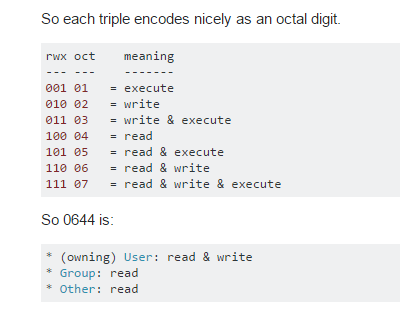 So each triple encodes nicely as an octal digit.
rwx oct    meaning
--- ---    -------
001 01   = execute
010 02   = write
011 03   = write & execute
100 04   = read
101 05   = read & execute
110 06   = read & write
111 07   = read & write & execute
So 0644 is:
* (owning) User: read & write
* Group: read
* Other: read